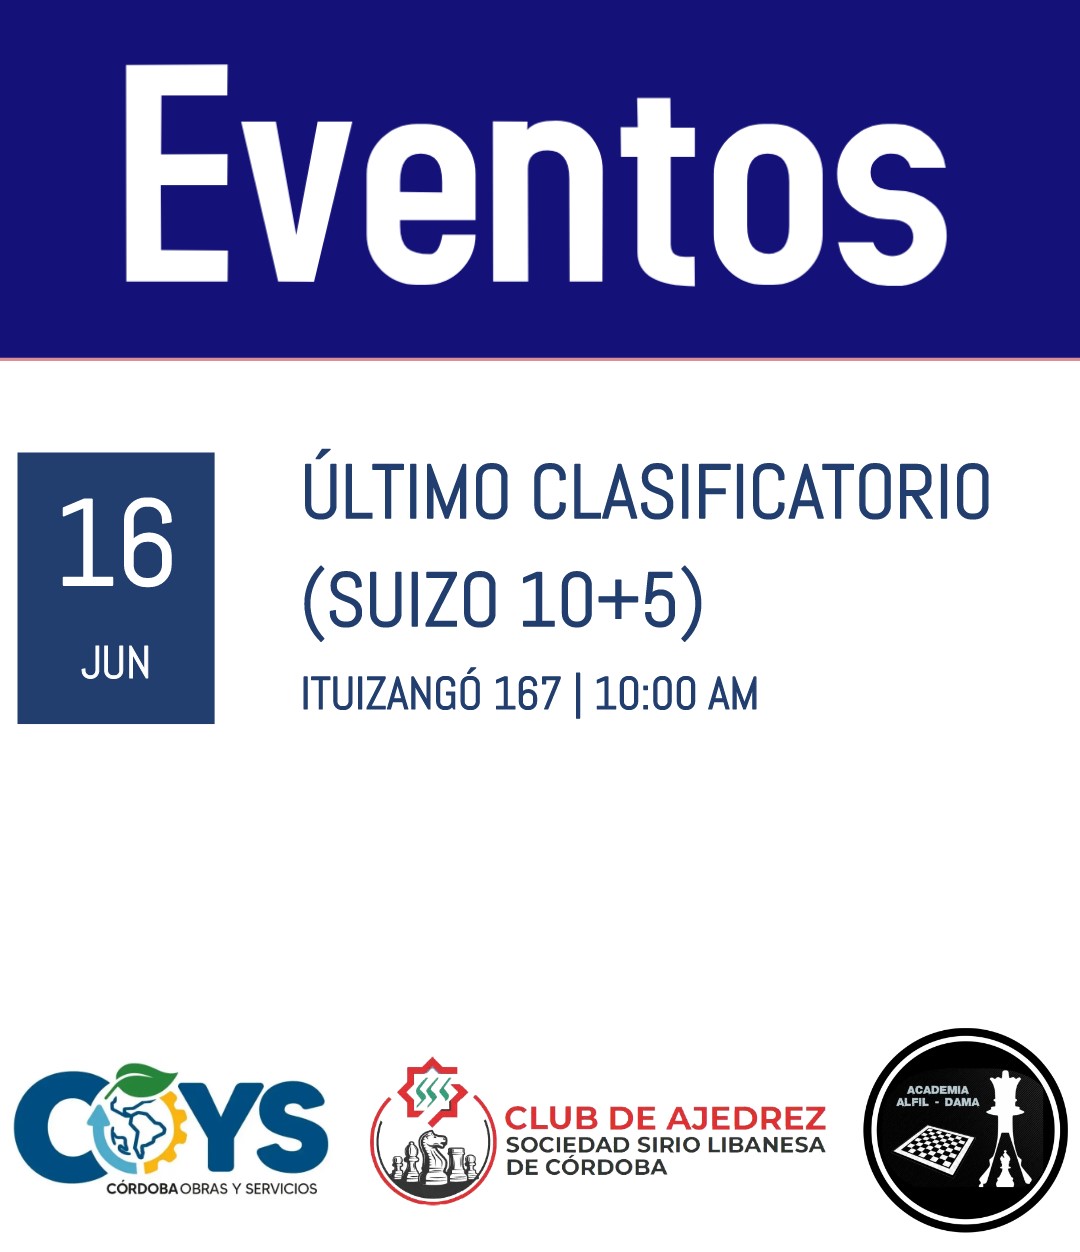 Eventos
16
JUN
ÚLTIMO CLASIFICATORIO
(SUIZO 10+5)
ITUIZANGÓ 167 | 10:00 AM
COYS
CÓRDOBA OBRAS Y SERVICIOS
CLUB DE AJEDREZ
SOCIEDAD SIRIO LIBANESA
DE CÓRDOBA
ACADEMIA
ALFIL - DAMA